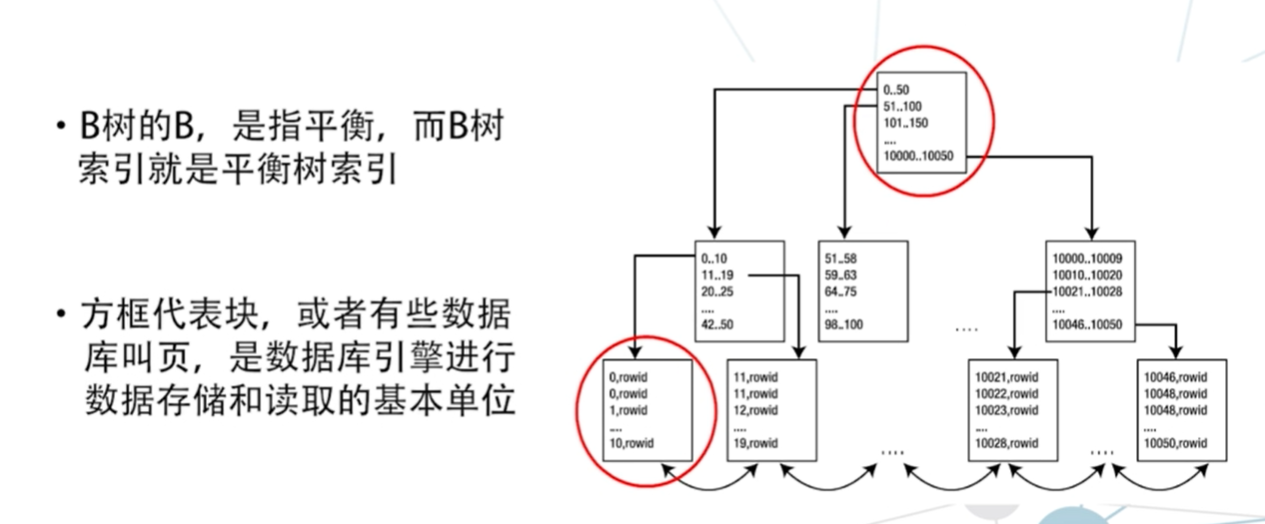 • B树的B，是指平衡，而B树
索引就是平衡树索引
• 方框代表块，或者有些数据
库叫页，是数据库引擎进行
数据存储和读取的基本单位
0..50
51..100
101..150
....
10000..10050
0..10
11..19
20..25
....
42..50
51..58
59..63
64..75
....
98..100
....
10000..10009
10010..10020
10021..10028
....
10046..10050
0,rowid
0,rowid
1,rowid
....
10,rowid
11,rowid
11,rowid
12,rowid
....
19,rowid
....
10021,rowid
10022,rowid
10023,rowid
....
10028,rowid
....
10046,rowid
10048,rowid
10048,rowid
....
10050,rowid